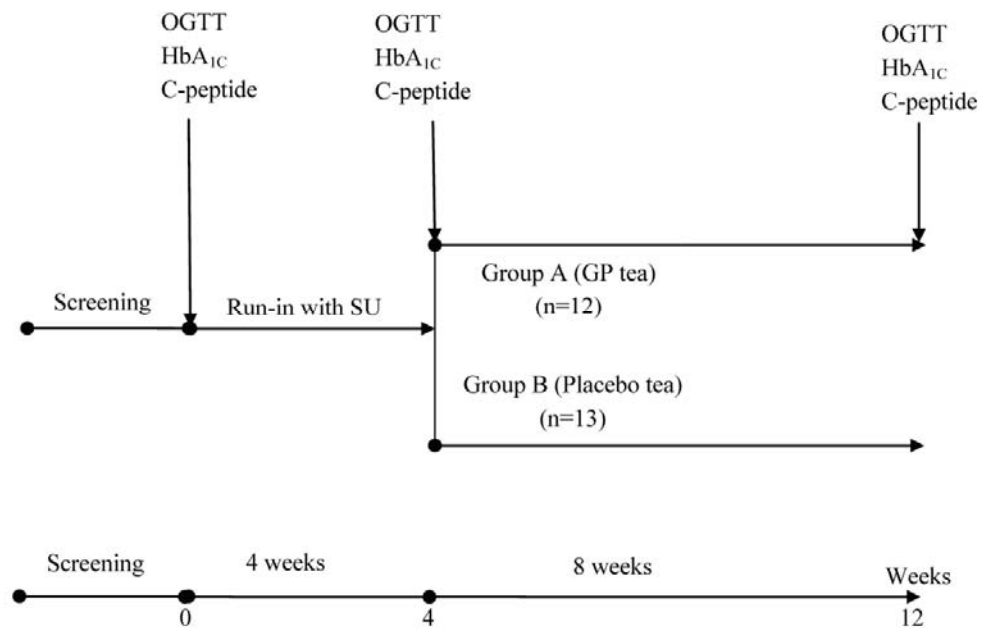 OGTT
HbA1C
C-peptide
OGTT
HbA1C
C-peptide
OGTT
HbA1C
C-peptide
Screening
Run-in with SU
Group A (GP tea)
(n=12)
Group B (Placebo tea)
(n=13)
Screening
4 weeks
8 weeks
Weeks
0
4
12